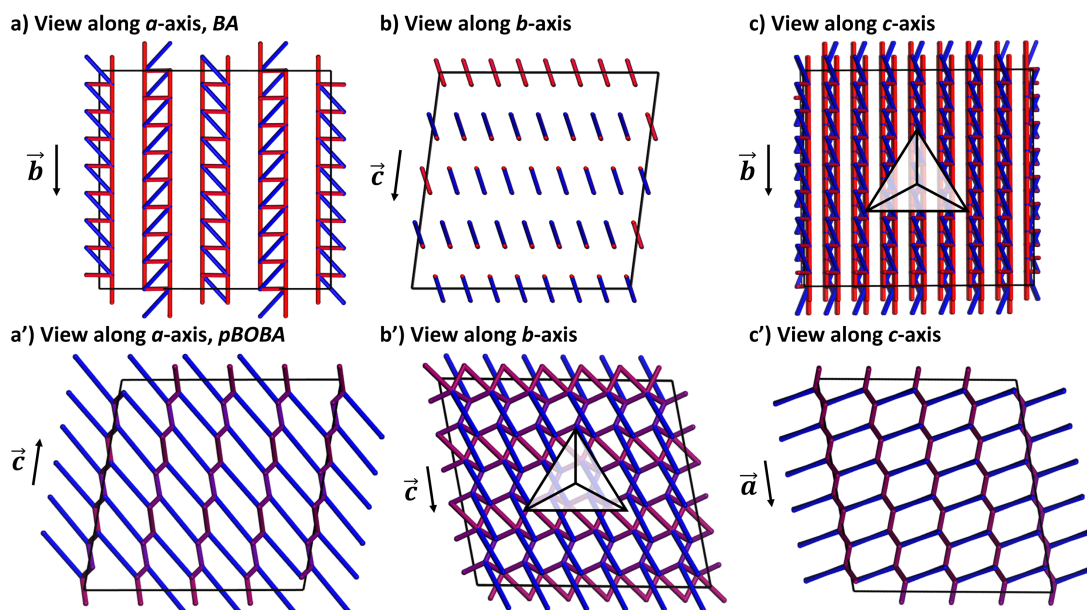 a) View along a-axis, BA
b) View along b-axis
c) View along c-axis
b⃗
c⃗
b⃗
a') View along a-axis, pBOBA
b') View along b-axis
c') View along c-axis
c⃗
c⃗
a⃗